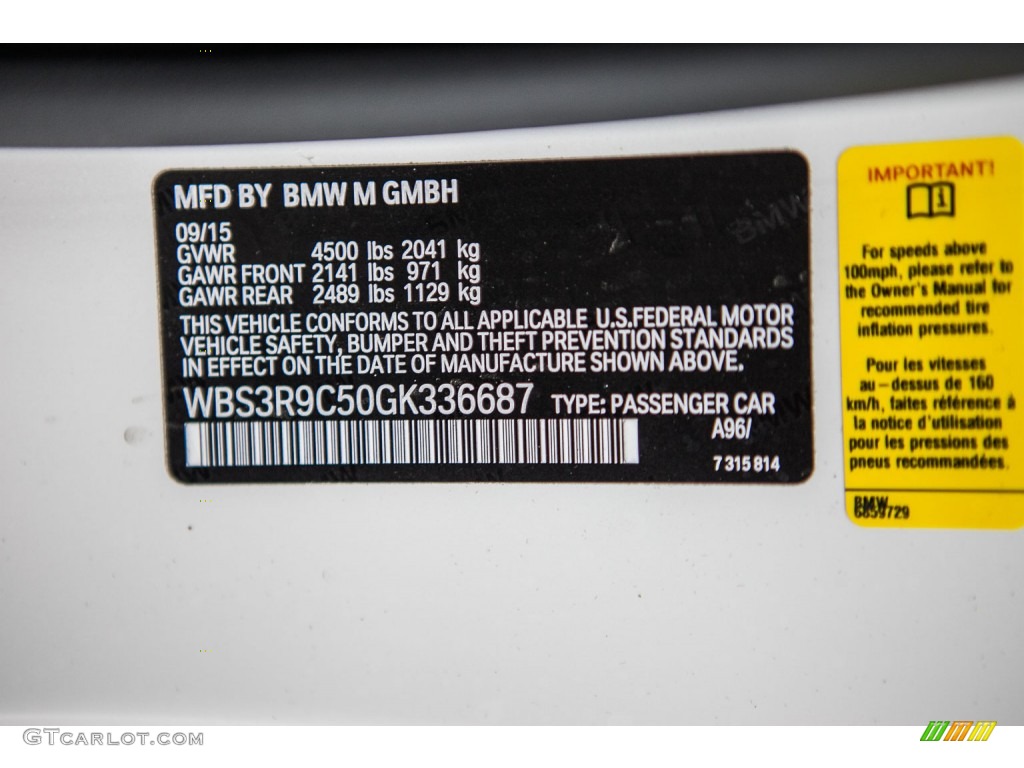 MFD BY BMW M GMBH
09/15
GVWR 4500 lbs 2041 kg
GAWR FRONT 2141 lbs 971 kg
GAWR REAR 2489 lbs 1129 kg
THIS VEHICLE CONFORMS TO ALL APPLICABLE U.S.FEDERAL MOTOR
VEHICLE SAFETY, BUMPER AND THEFT PREVENTION STANDARDS
IN EFFECT ON THE DATE OF MANUFACTURE SHOWN ABOVE.
WBS3R9C50GK336687 TYPE: PASSENGER CAR
A96/
7 315 814
IMPORTANT!
For speeds above
100mph, please refer to
the Owner's Manual for
recommended tire
inflation pressures.
Pour les vitesses
au-dessus de 160
km/h, faites référence à
la notice d'utilisation
pour les pressions des
pneus recommandées.
BMW
6859729
GTCARLOT.COM